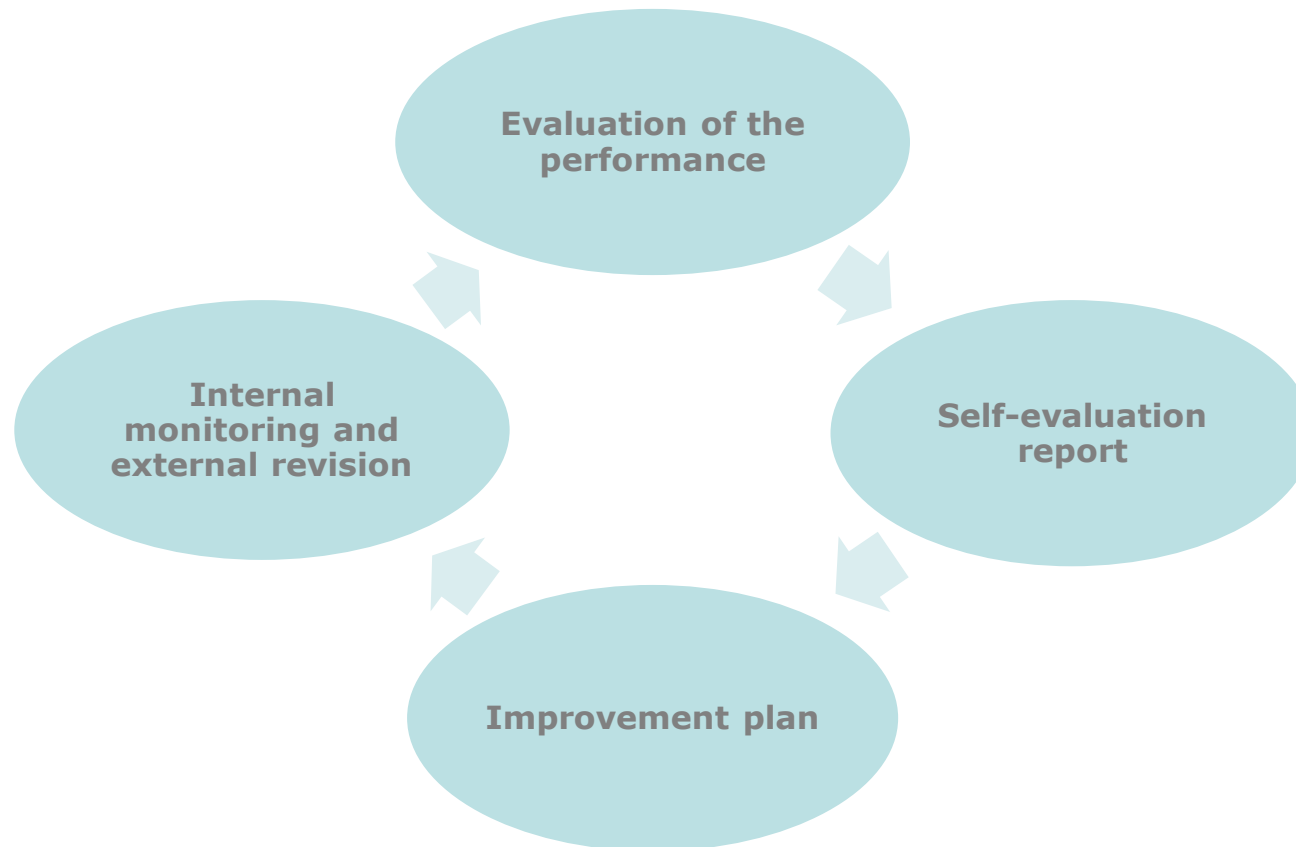 Evaluation of the
performance
Self-evaluation
report
Improvement plan
Internal
monitoring and
external revision